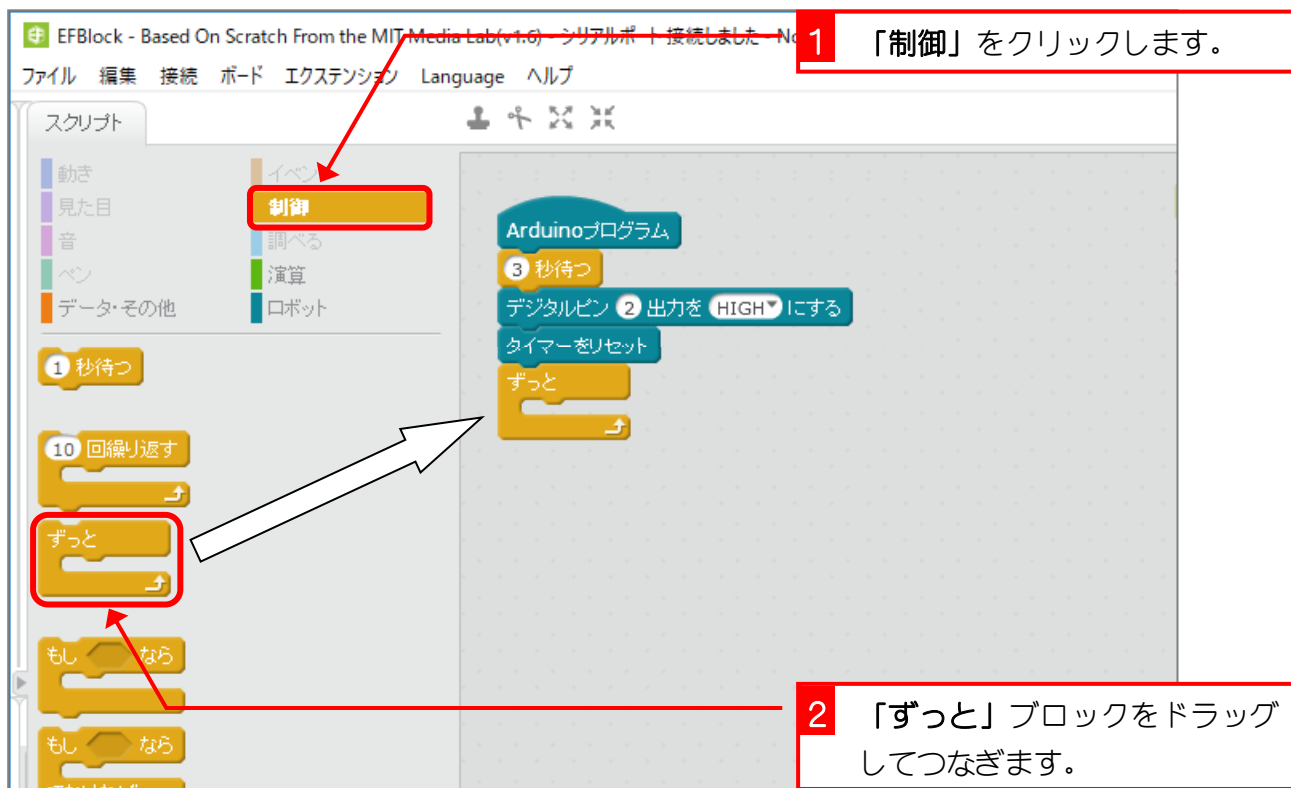 EFBlock - Based On Scratch From the MIT Media Lab(v1.6) - シリアルポート 接続しました - No
1 「制御」をクリックします。
ファイル 編集 接続 ボード エクステンション Language ヘルプ
スクリプト
動き イベン
見た目 制御
音 調べる
ペン 演算
データ・その他 ロボット
1 秒待つ
10 回繰り返す
ずっと
もし なら
もし なら
Arduinoプログラム
3 秒待つ
デジタルピン 2 出力を HIGH にする
タイマーをリセット
ずっと
2 「ずっと」ブロックをドラッグ
してつなぎます。